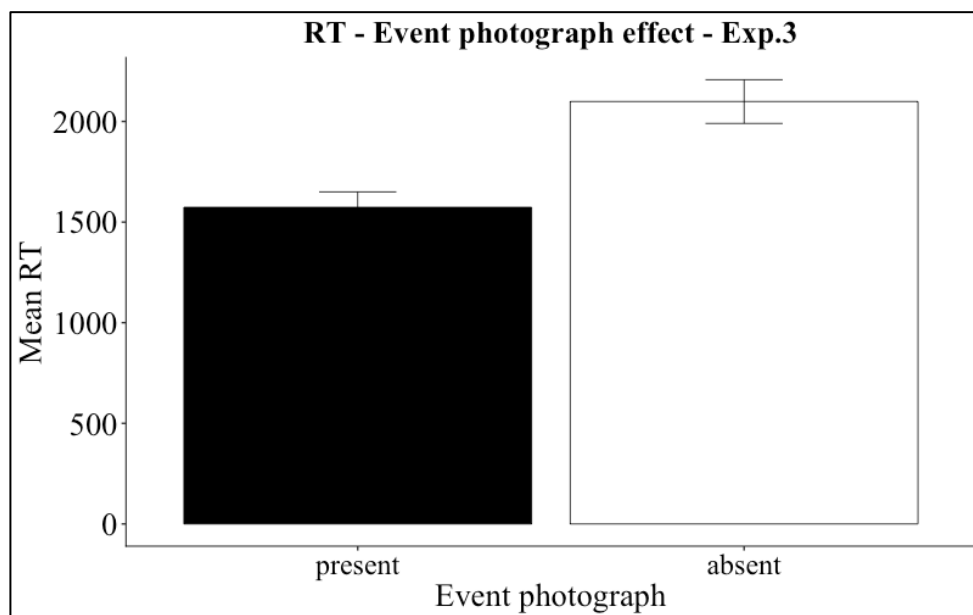 RT - Event photograph effect - Exp.3
Mean RT
2000
1500
1000
500
0
present absent
Event photograph